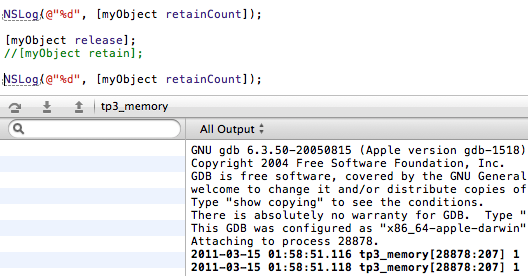 NSLog(@"%d", [myObject retainCount]);
[myObject release];
//[myObject retain];
NSLog(@"%d", [myObject retainCount]);
tp3_memory
All Output
GNU gdb 6.3.50-20050815 (Apple version gdb-1518)
Copyright 2004 Free Software Foundation, Inc.
GDB is free software, covered by the GNU General
welcome to change it and/or distribute copies of
Type "show copying" to see the conditions.
There is absolutely no warranty for GDB.  Type "
This GDB was configured as "x86_64-apple-darwin"
Attaching to process 28878.
2011-03-15 01:58:51.116 tp3_memory[28878:207] 1
2011-03-15 01:58:51.118 tp3_memory[28878:207] 1